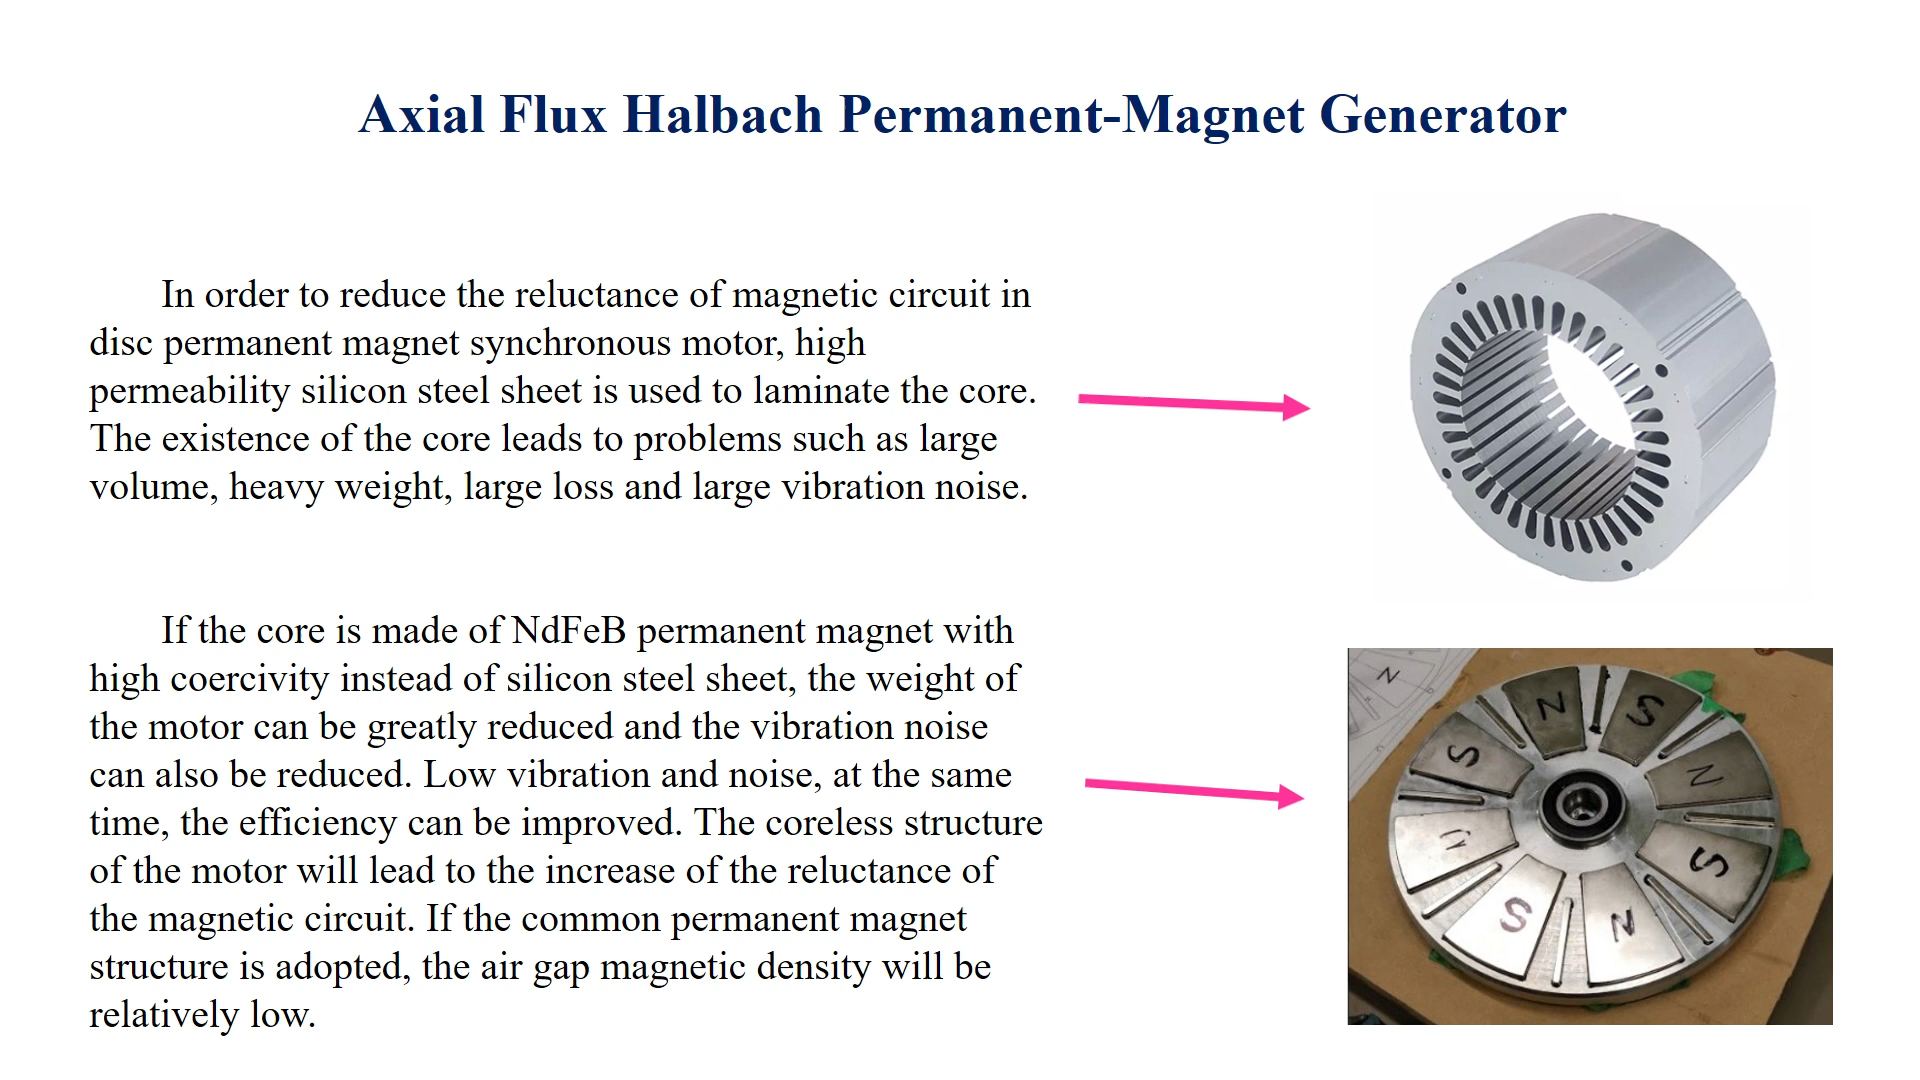 Axial Flux Halbach Permanent-Magnet Generator
In order to reduce the reluctance of magnetic circuit in
disc permanent magnet synchronous motor, high
permeability silicon steel sheet is used to laminate the core.
The existence of the core leads to problems such as large
volume, heavy weight, large loss and large vibration noise.
If the core is made of NdFeB permanent magnet with
high coercivity instead of silicon steel sheet, the weight of
the motor can be greatly reduced and the vibration noise
can also be reduced. Low vibration and noise, at the same
time, the efficiency can be improved. The coreless structure
of the motor will lead to the increase of the reluctance of
the magnetic circuit. If the common permanent magnet
structure is adopted, the air gap magnetic density will be
relatively low.
N
N
S
S
N
N
S
S
N